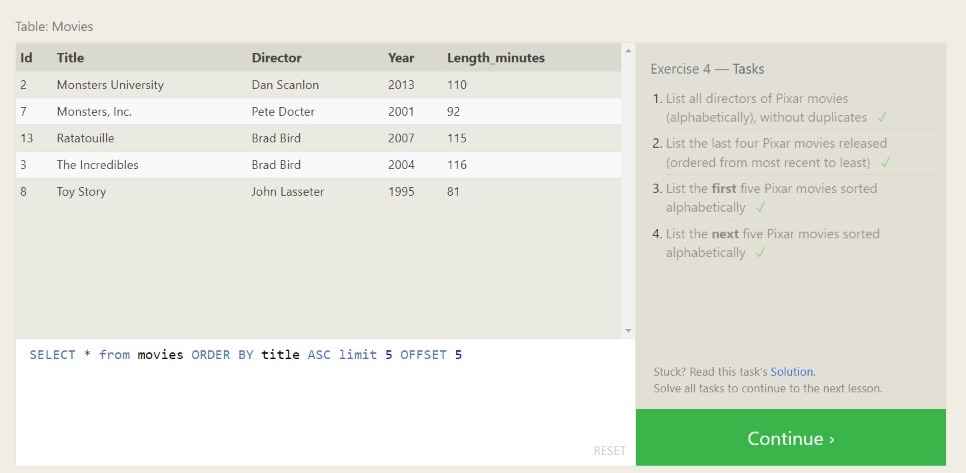 Table: Movies
Id Title Director Year Length_minutes
2 Monsters University Dan Scanlon 2013 110
7 Monsters, Inc. Pete Docter 2001 92
13 Ratatouille Brad Bird 2007 115
3 The Incredibles Brad Bird 2004 116
8 Toy Story John Lasseter 1995 81
SELECT * from movies ORDER BY title ASC limit 5 OFFSET 5
RESET
Exercise 4 — Tasks
1. List all directors of Pixar movies
(alphabetically), without duplicates ✓
2. List the last four Pixar movies released
(ordered from most recent to least) ✓
3. List the first five Pixar movies sorted
alphabetically ✓
4. List the next five Pixar movies sorted
alphabetically ✓
Stuck? Read this task's Solution.
Solve all tasks to continue to the next lesson.
Continue ›